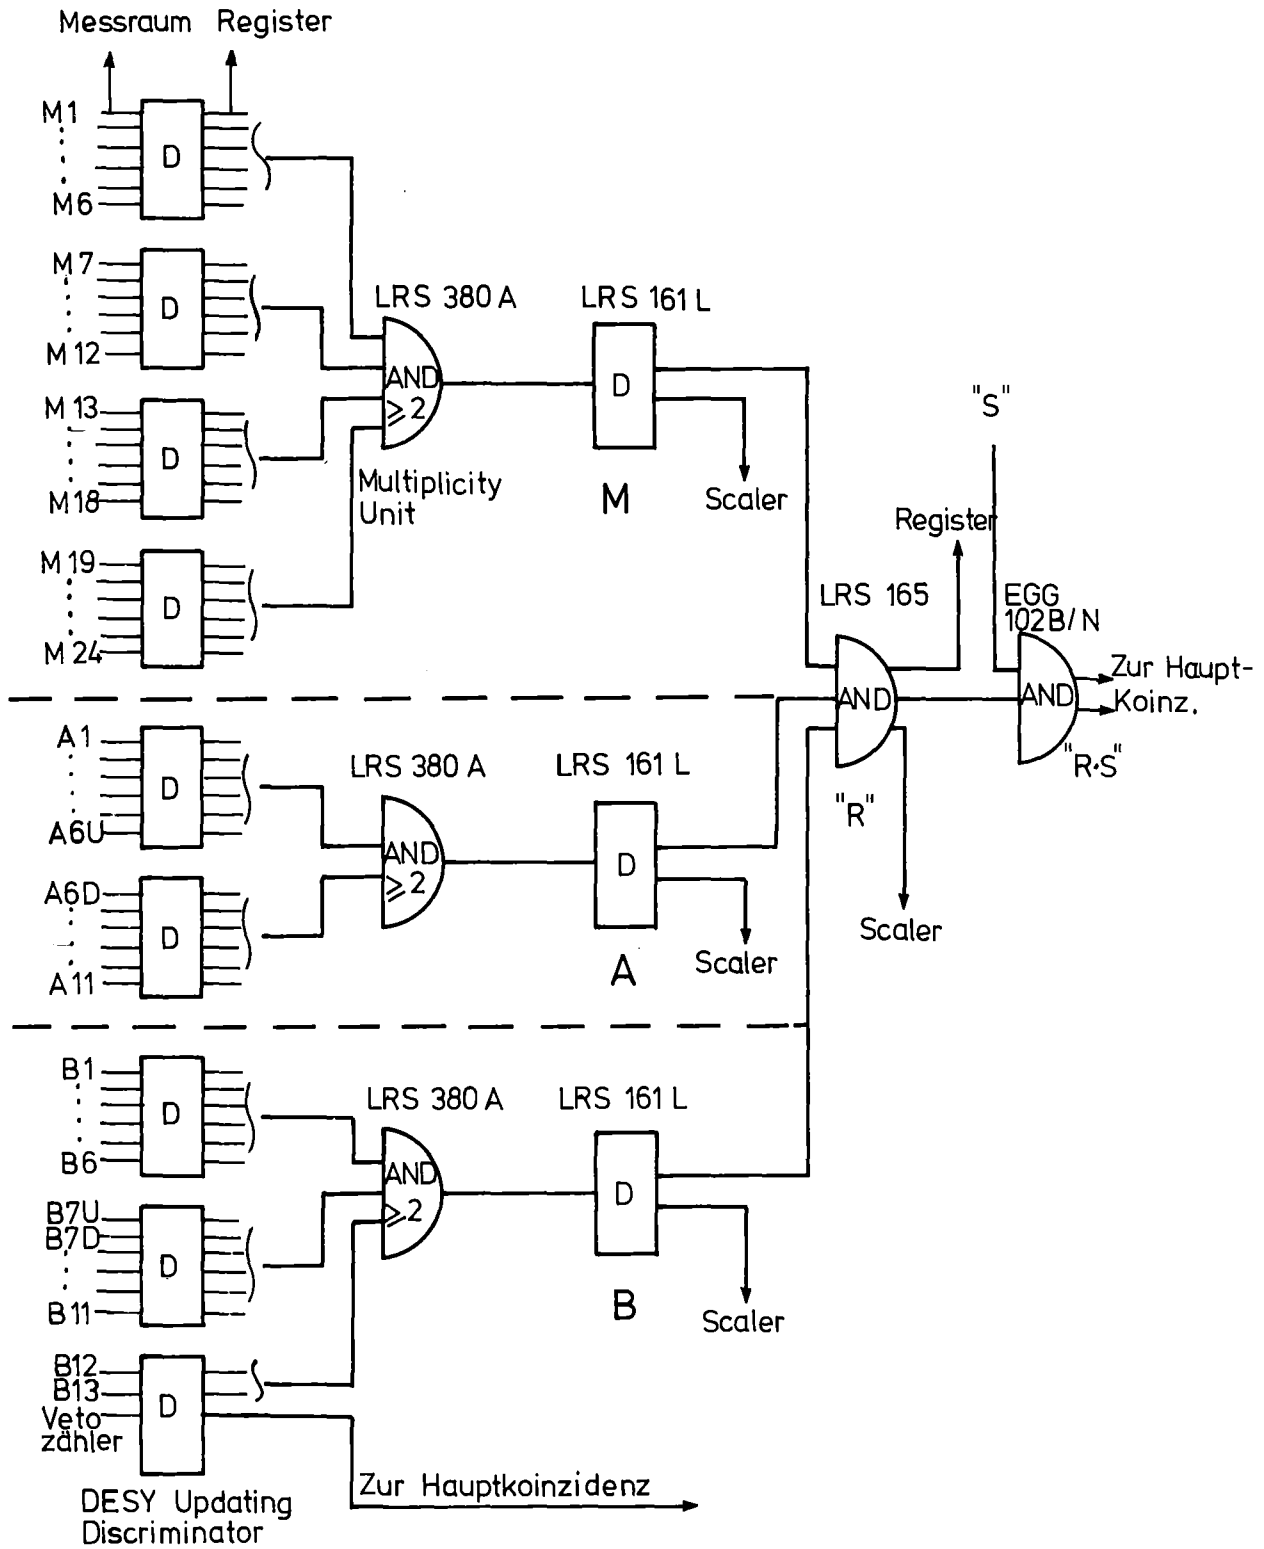 Messraum Register
M1
D
M6
M7
D
M12
M13
D
M18
M19
D
M24
LRS 380 A
AND
≥2
Multiplicity
Unit
LRS 161 L
D
M
Scaler
"S"
Register
LRS 165
AND
"R"
Scaler
EGG
102B/N
AND
"R·S"
Zur Haupt-
Koinz.
A1
D
A6U
A6D
D
A11
LRS 380 A
AND
≥2
LRS 161 L
D
A
Scaler
B1
D
B6
B7U
B7D
D
B11
B12
B13
D
Veto
zähler
LRS 380 A
AND
≥2
LRS 161 L
D
B
Scaler
Zur Hauptkoinzidenz
DESY Updating
Discriminator